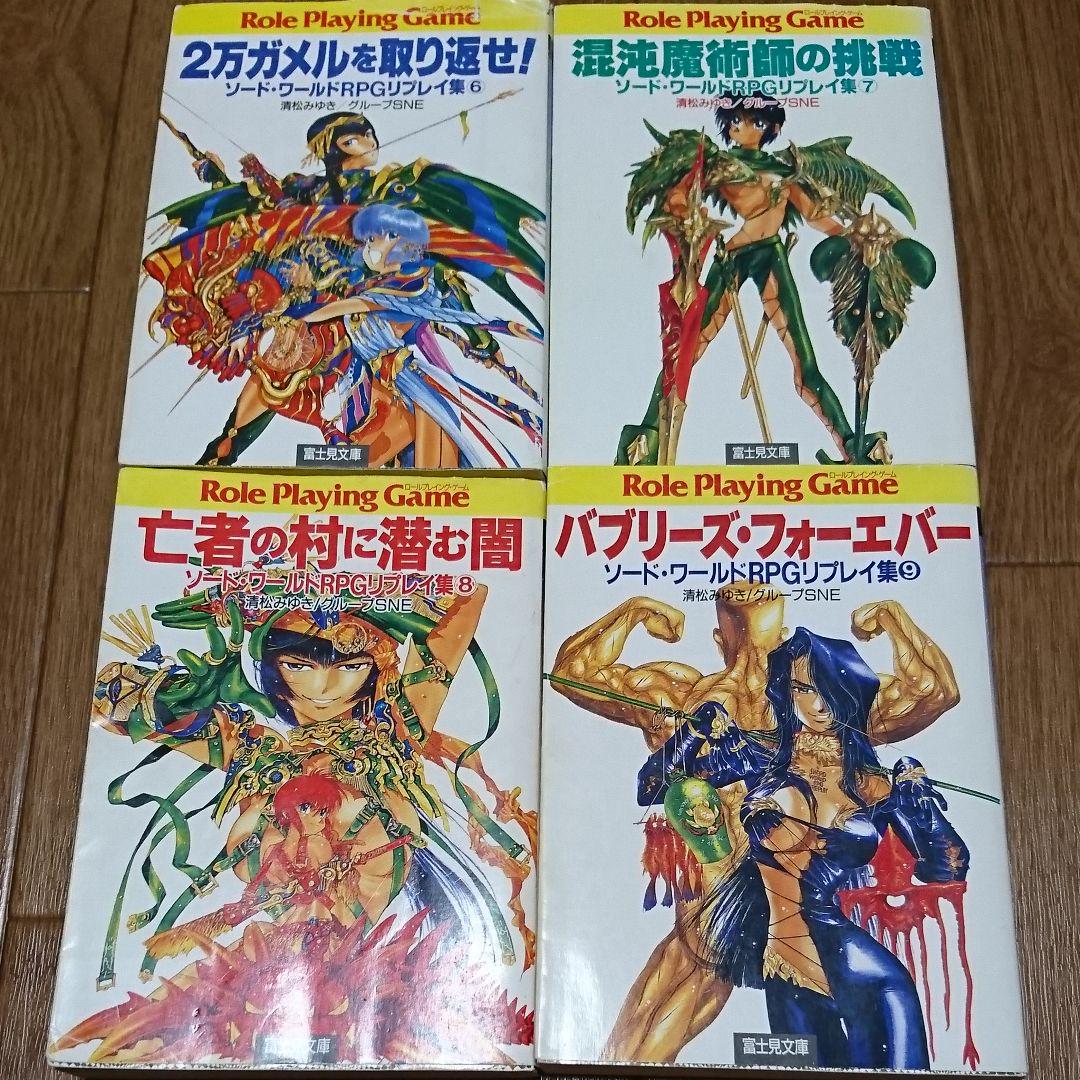 ロールプレイング・ゲーム
Role Playing Game
2万ガメルを取り返せ!
ソード・ワールドRPGリプレイ集⑥
清松みゆき/グループSNE
富士見文庫
ロールプレイング・ゲーム
Role Playing Game
混沌魔術師の挑戦
ソード・ワールドRPGリプレイ集⑦
清松みゆき/グループSNE
富士見文庫
ロールプレイング・ゲーム
Role Playing Game
亡者の村に潜む闇
ソード・ワールドRPGリプレイ集⑧
清松みゆき/グループSNE
富士見文庫
ロールプレイング・ゲーム
Role Playing Game
バブリーズ・フォーエバー
ソード・ワールドRPGリプレイ集❾
清松みゆき/グループSNE
SWORD
WORLD
RPG
REPLAY
富士見文庫